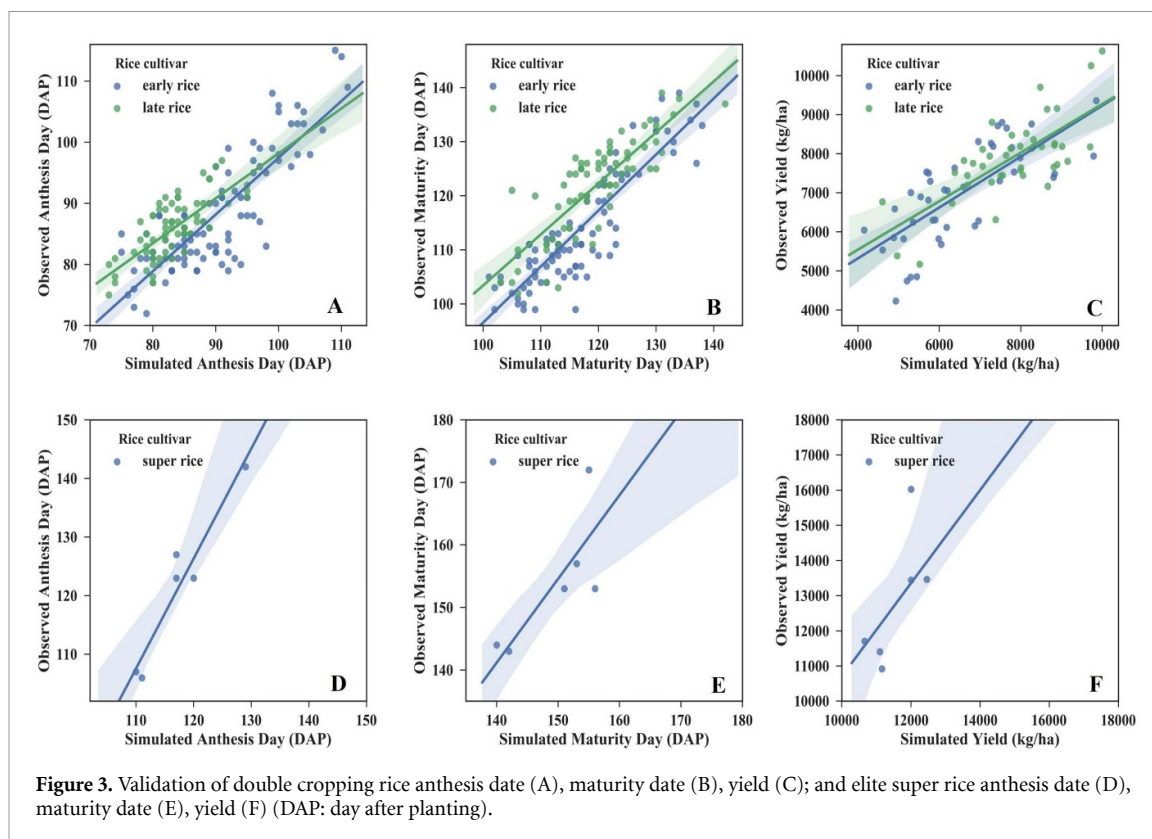 Rice cultivar
early rice
late rice
Observed Anthesis Day (DAP)
110
100
90
80
70
A
70 80 90 100 110
Simulated Anthesis Day (DAP)
Rice cultivar
early rice
late rice
Observed Maturity Day (DAP)
140
130
120
110
100
B
100 110 120 130 140
Simulated Maturity Day (DAP)
Rice cultivar
early rice
late rice
Observed Yield (kg/ha)
10000
9000
8000
7000
6000
5000
4000
C
4000 5000 6000 7000 8000 9000 10000
Simulated Yield (kg/ha)
Rice cultivar
super rice
Observed Anthesis Day (DAP)
150
140
130
120
110
D
110 120 130 140 150
Simulated Anthesis Day (DAP)
Rice cultivar
super rice
Observed Maturity Day (DAP)
180
170
160
150
140
E
140 150 160 170 180
Simulated Maturity Day (DAP)
Rice cultivar
super rice
Observed Yield (kg/ha)
18000
17000
16000
15000
14000
13000
12000
11000
10000
F
10000 12000 14000 16000 18000
Simulated Yield (kg/ha)
Figure 3. Validation of double cropping rice anthesis date (A), maturity date (B), yield (C); and elite super rice anthesis date (D),
maturity date (E), yield (F) (DAP: day after planting).